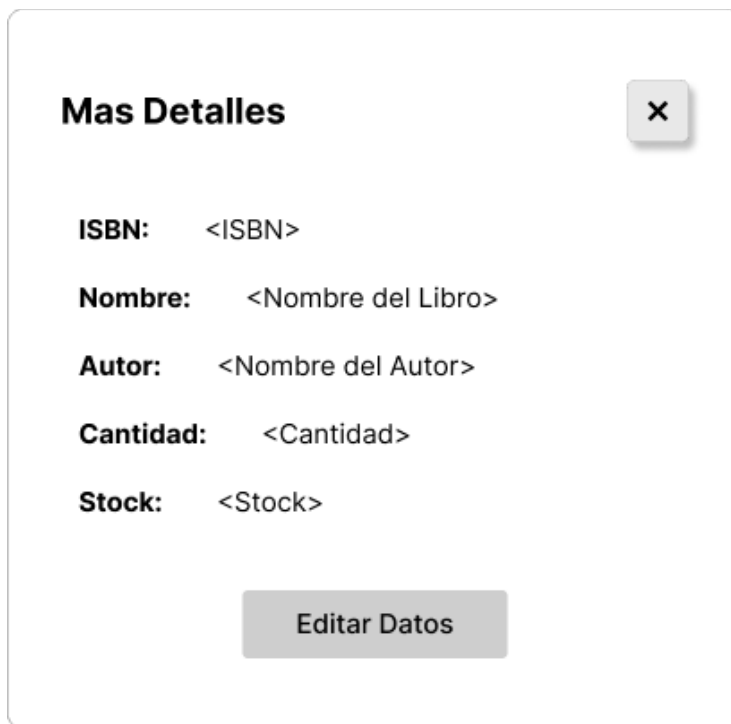 Mas Detalles ✕
ISBN: <ISBN>
Nombre: <Nombre del Libro>
Autor: <Nombre del Autor>
Cantidad: <Cantidad>
Stock: <Stock>
Editar Datos